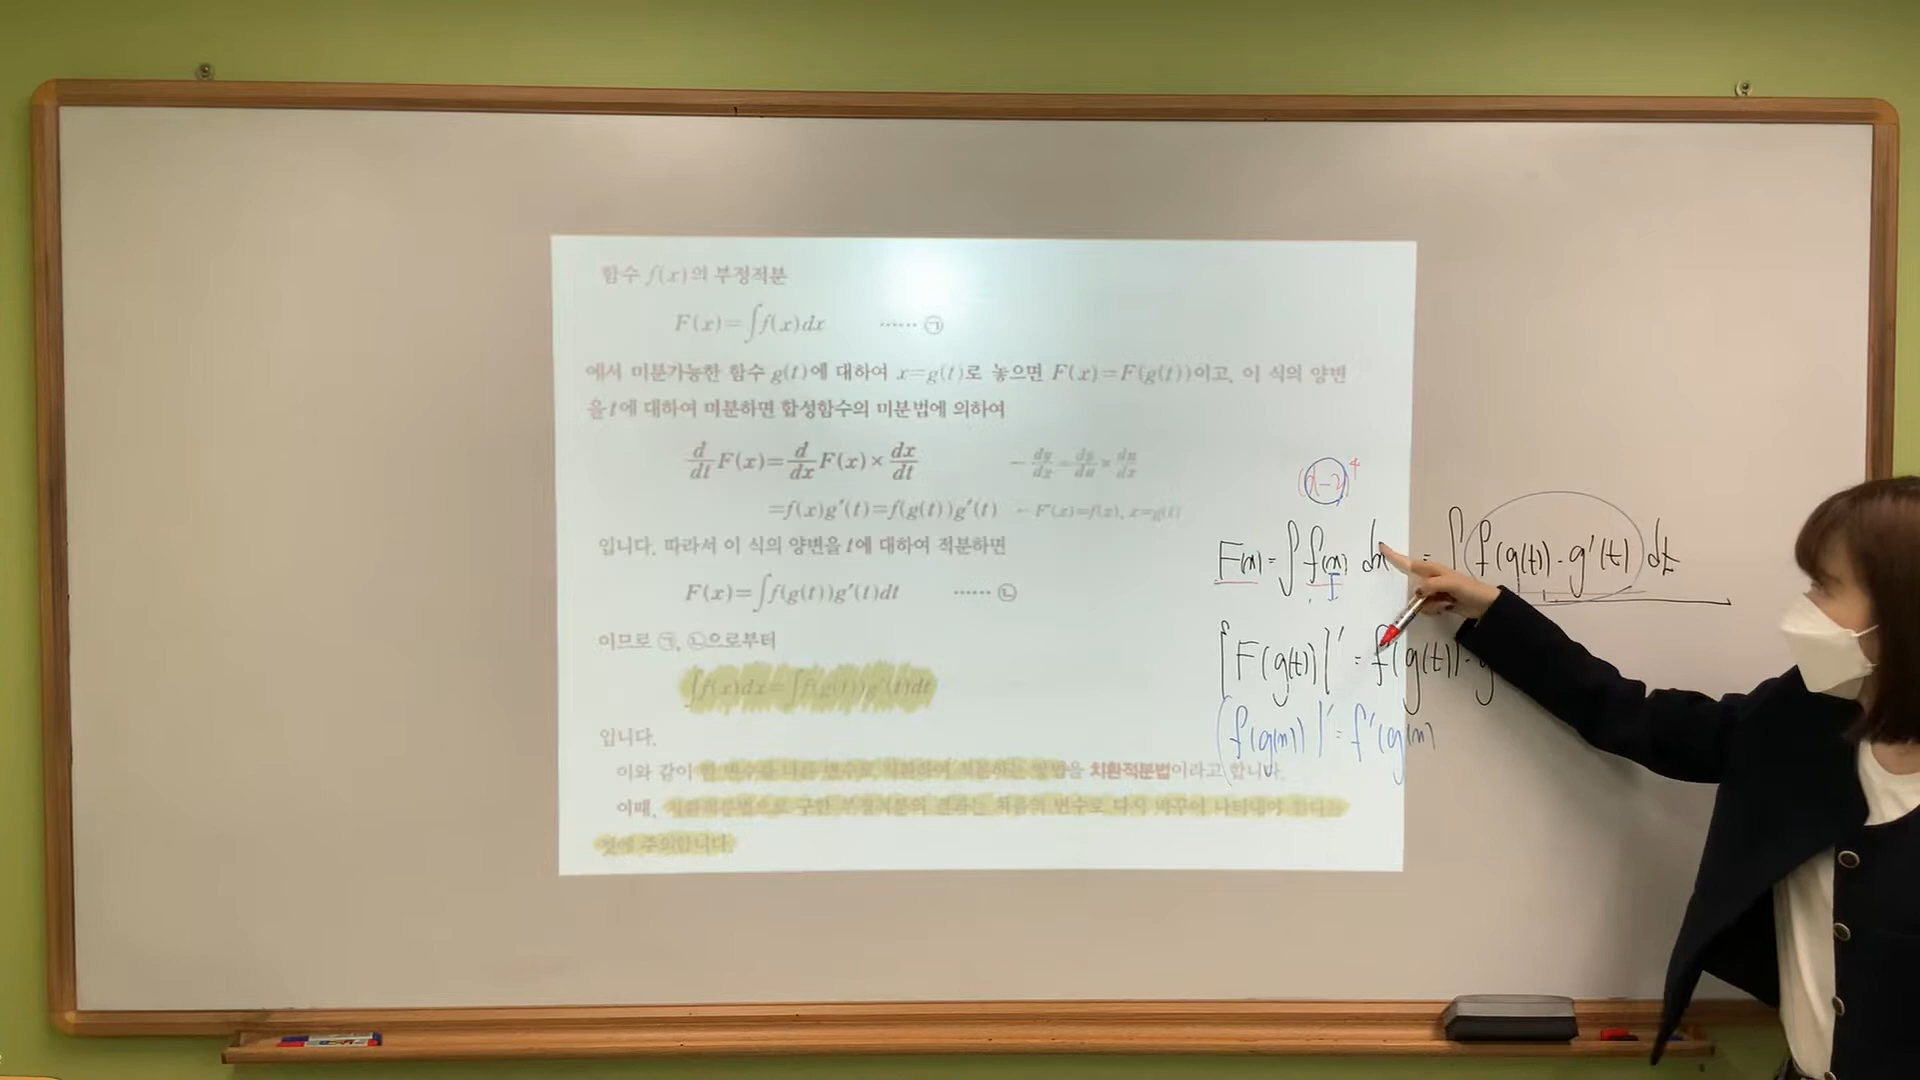 함수 f(x)의 부정적분
F(x)=∫f(x)dx ······ ㉠
에서 미분가능한 함수 g(t)에 대하여 x=g(t)로 놓으면 F(x)=F(g(t))이고, 이 식의 양변
을 t에 대하여 미분하면 합성함수의 미분법에 의하여
d/dt F(x)=d/dx F(x)×dx/dt ← dy/dx=dy/du×du/dx
=f(x)g′(t)=f(g(t))g′(t) ← F′(x)=f(x), x=g(t)
입니다. 따라서 이 식의 양변을 t에 대하여 적분하면
F(x)=∫f(g(t))g′(t)dt ······ ㉡
이므로 ㉠, ㉡으로부터
∫f(x)dx=∫f(g(t))g′(t)dt
입니다.
이와 같이 한 변수를 다른 변수로 치환하여 적분하는 방법을 치환적분법이라고 합니다.
이때, 치환적분법으로 구한 부정적분의 결과는 처음의 변수로 다시 바꾸어 나타내어야 한다는
것에 주의합니다.
(x-2)⁴
F(x) = ∫f(x) dx = ∫f(g(t))·g′(t) dt
[F(g(t))]′ = f(g(t))·g
(f(g(x)))′ = f′(g(x)